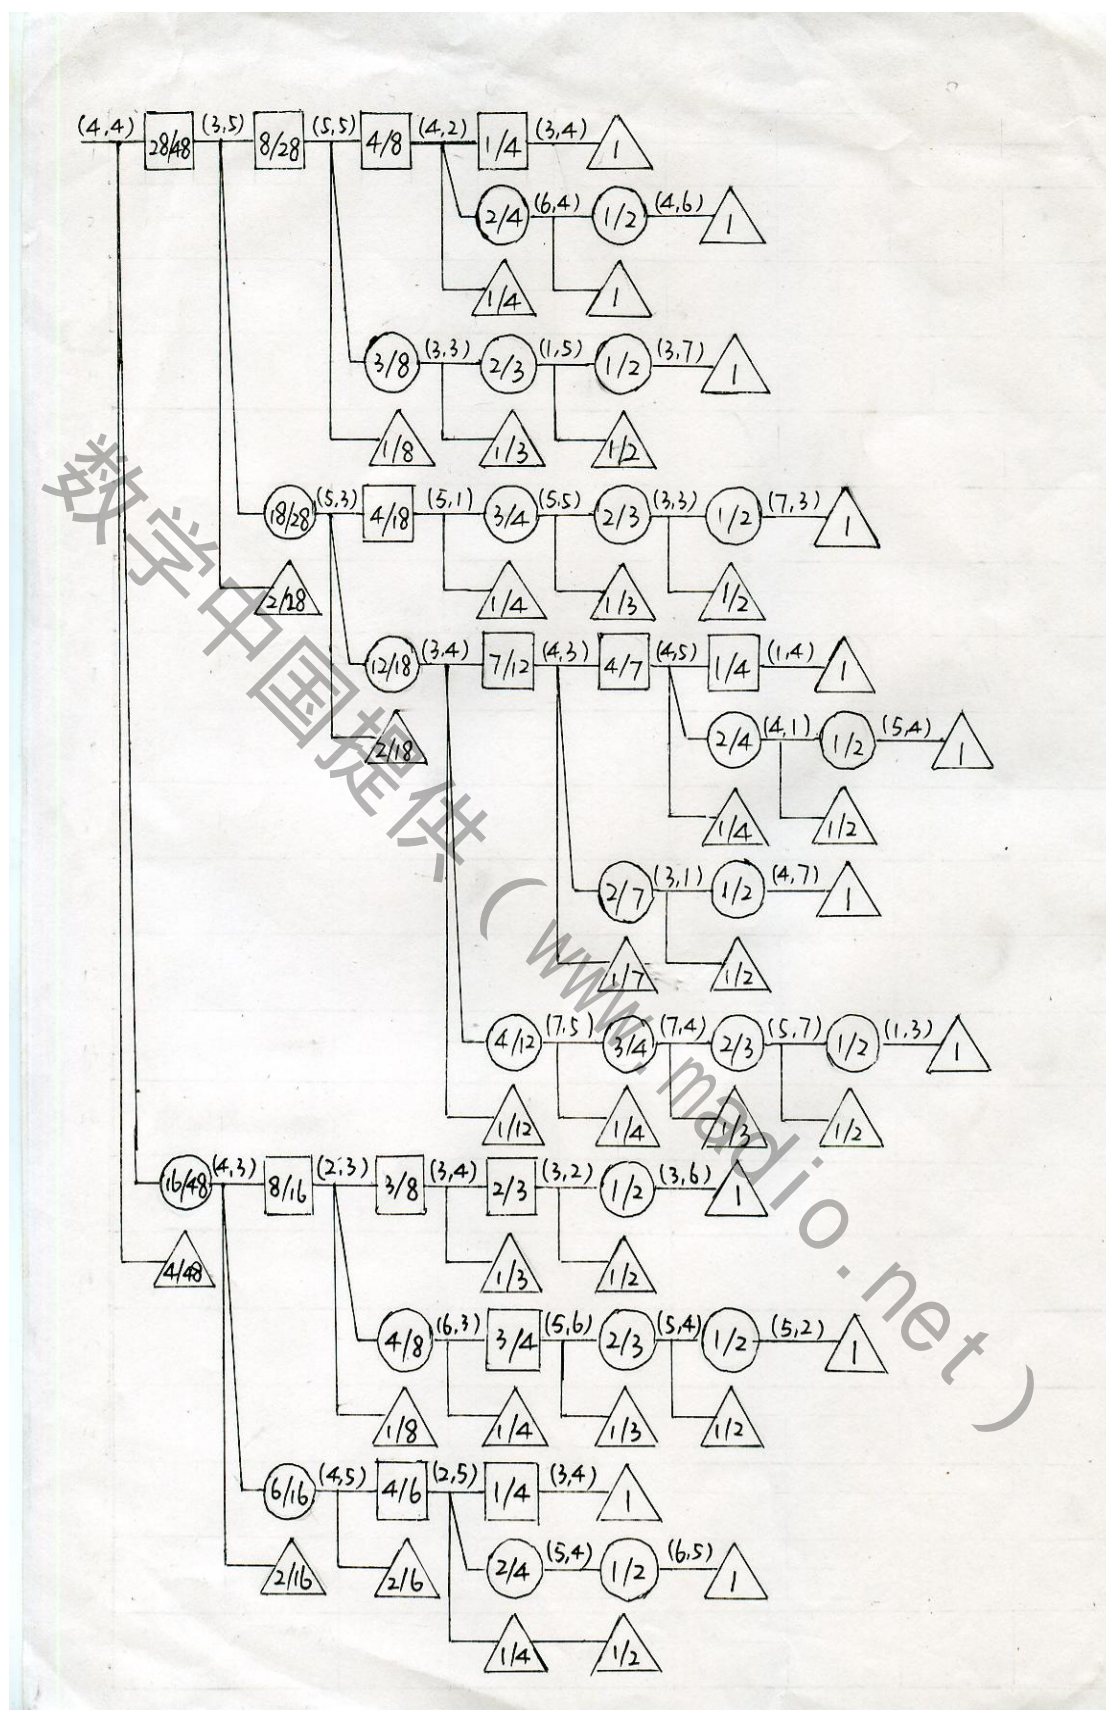 (4,4) 28/48 (3,5) 8/28 (5,5) 4/8 (4,2) 1/4 (3,4) 1
2/4 (6,4) 1/2 (4,6) 1
1/4 1
3/8 (3,3) 2/3 (1,5) 1/2 (3,7) 1
1/8 1/3 1/2
18/28 (5,3) 4/18 (5,1) 3/4 (5,5) 2/3 (3,3) 1/2 (7,3) 1
2/28 1/4 1/3 1/2
12/18 (3,4) 7/12 (4,3) 4/7 (4,5) 1/4 (1,4) 1
2/18 2/4 (4,1) 1/2 (5,4) 1
1/4 1/2
2/7 (3,1) 1/2 (4,7) 1
1/7 1/2
4/12 (7,5) 3/4 (7,4) 2/3 (5,7) 1/2 (1,3) 1
1/12 1/4 1/3 1/2
16/48 (4,3) 8/16 (2,3) 3/8 (3,4) 2/3 (3,2) 1/2 (3,6) 1
4/48 1/3 1/2
4/8 (6,3) 3/4 (5,6) 2/3 (5,4) 1/2 (5,2) 1
1/8 1/4 1/3 1/2
6/16 (4,5) 4/6 (2,5) 1/4 (3,4) 1
2/16 2/6 2/4 (5,4) 1/2 (6,5) 1
1/4 1/2
数学中国提供(www.madio.net)